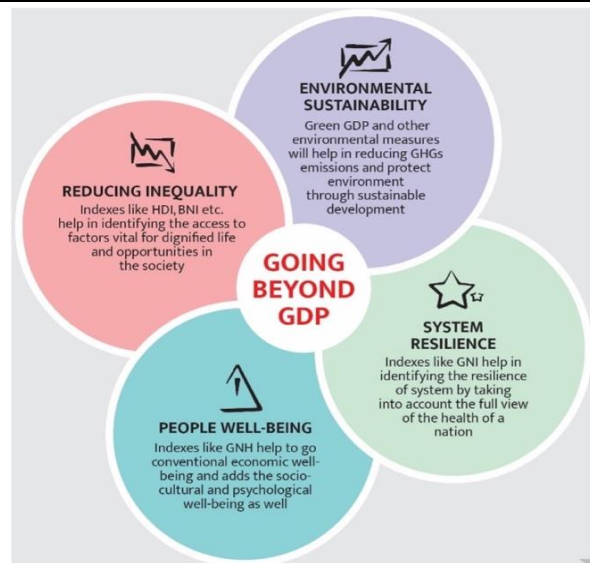 ENVIRONMENTAL
SUSTAINABILITY
Green GDP and other
environmental measures
will help in reducing GHGs
emissions and protect
environment
through sustainable
development
REDUCING INEQUALITY
Indexes like HDI, BNI etc.
help in identifying the access to
factors vital for dignified life
and opportunities in
the society
GOING
BEYOND
GDP
SYSTEM
RESILIENCE
Indexes like GNI help in
identifying the resilience
of system by taking
into account the full view
of the health of a
nation
PEOPLE WELL-BEING
Indexes like GNH help to go
conventional economic well-
being and adds the socio-
cultural and psychological
well-being as well